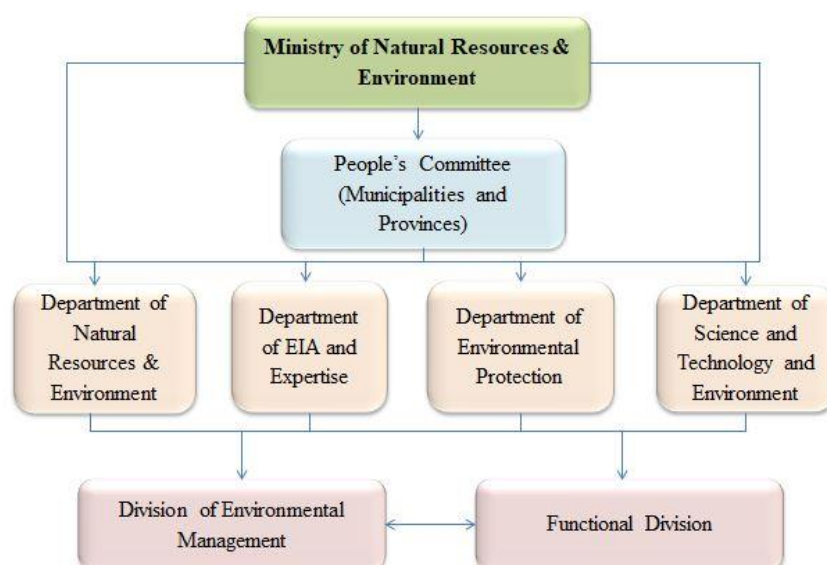 Ministry of Natural Resources &
Environment
People's Committee
(Municipalities and
Provinces)
Department of
Natural
Resources &
Environment
Department
of EIA and
Expertise
Department of
Environmental
Protection
Department of
Science and
Technology and
Environment
Division of Environmental
Management
Functional Division